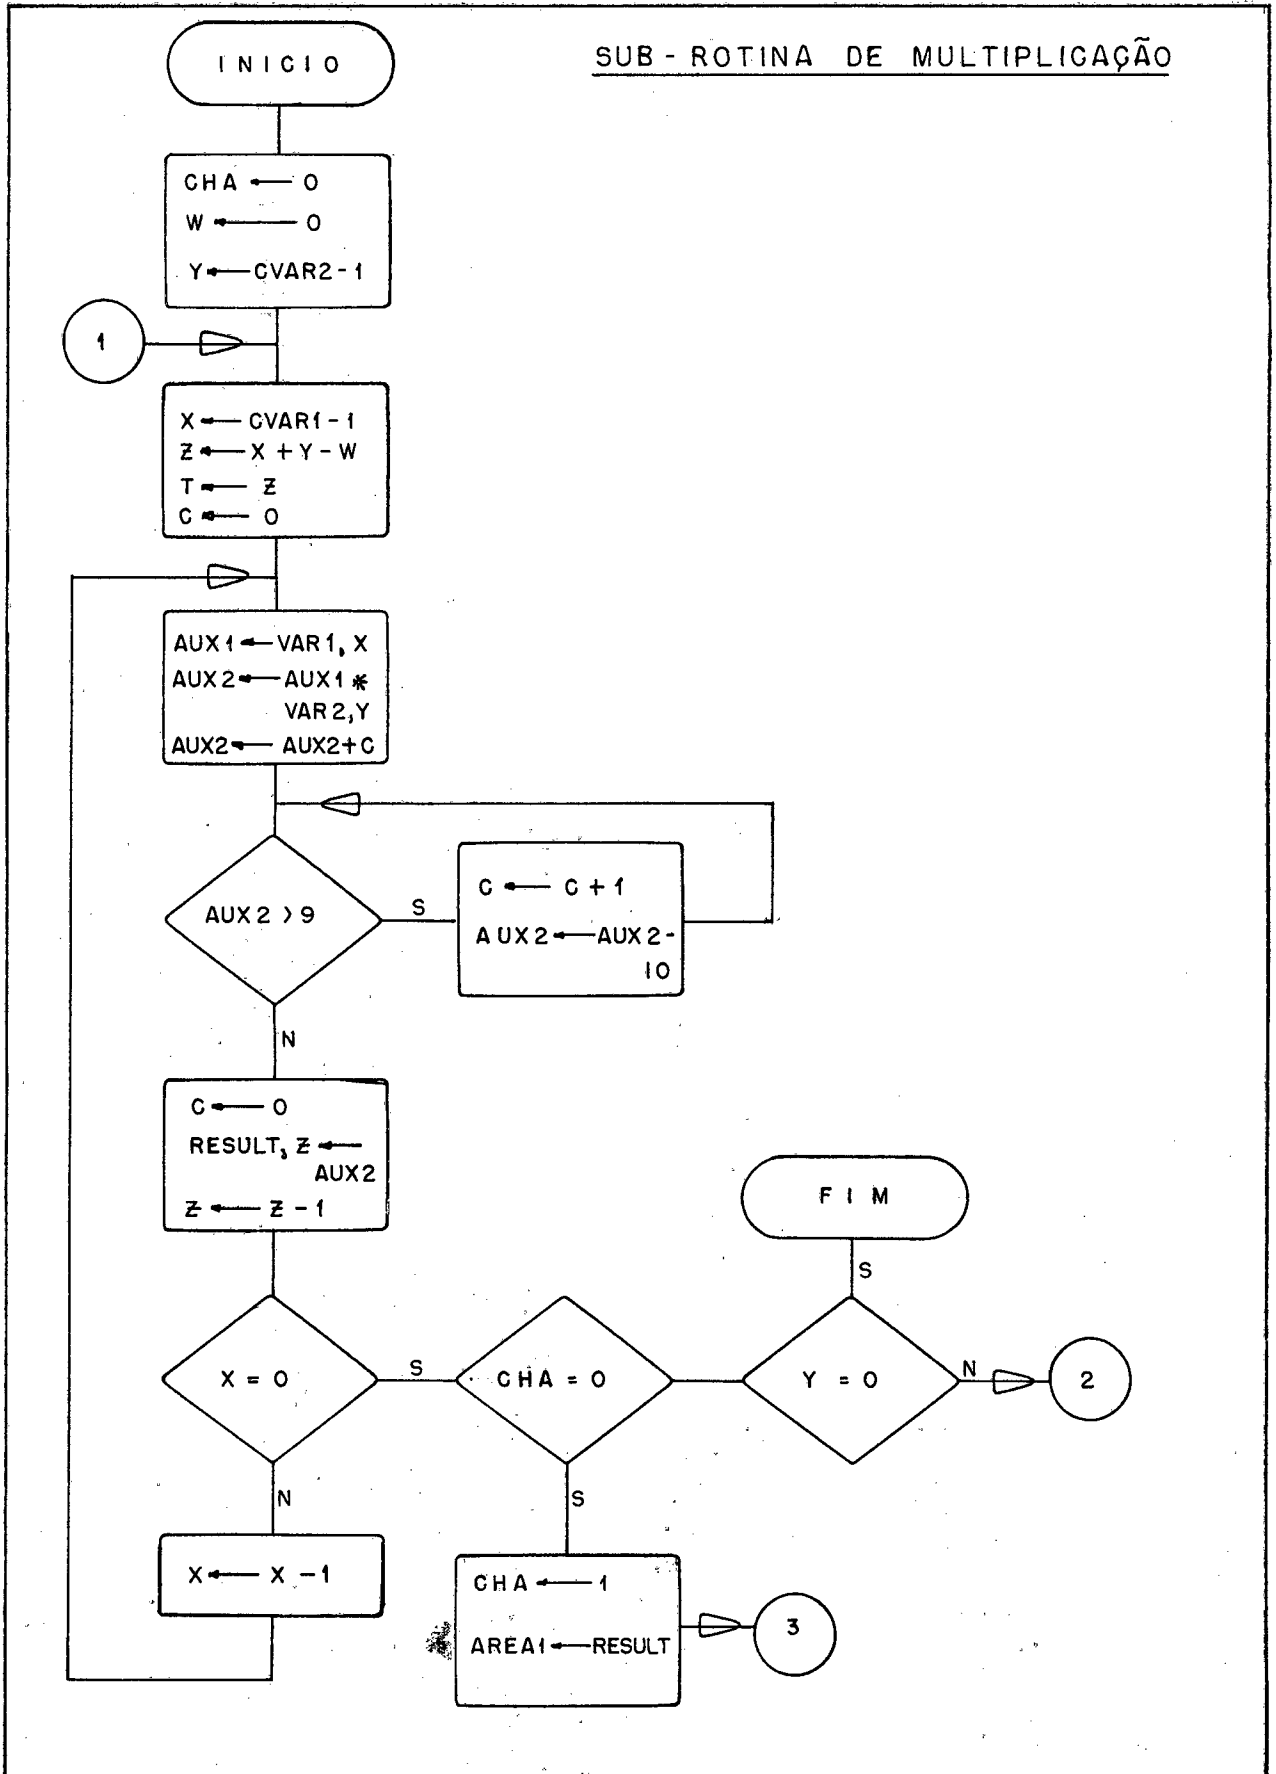 INICIO
SUB-ROTINA DE MULTIPLICAÇÃO
CHA ← 0
W ← 0
Y ← CVAR2-1
1
X ← CVAR1-1
Z ← X+Y-W
T ← Z
C ← 0
AUX1 ← VAR1, X
AUX2 ← AUX1 *
VAR2,Y
AUX2 ← AUX2+C
AUX2 > 9
S
C ← C+1
AUX2 ← AUX2-
10
N
C ← 0
RESULT, Z ←
AUX2
Z ← Z-1
FIM
S
X = 0
S
CHA = 0
Y = 0
N
2
N
S
X ← X-1
CHA ← 1
AREA1 ← RESULT
3